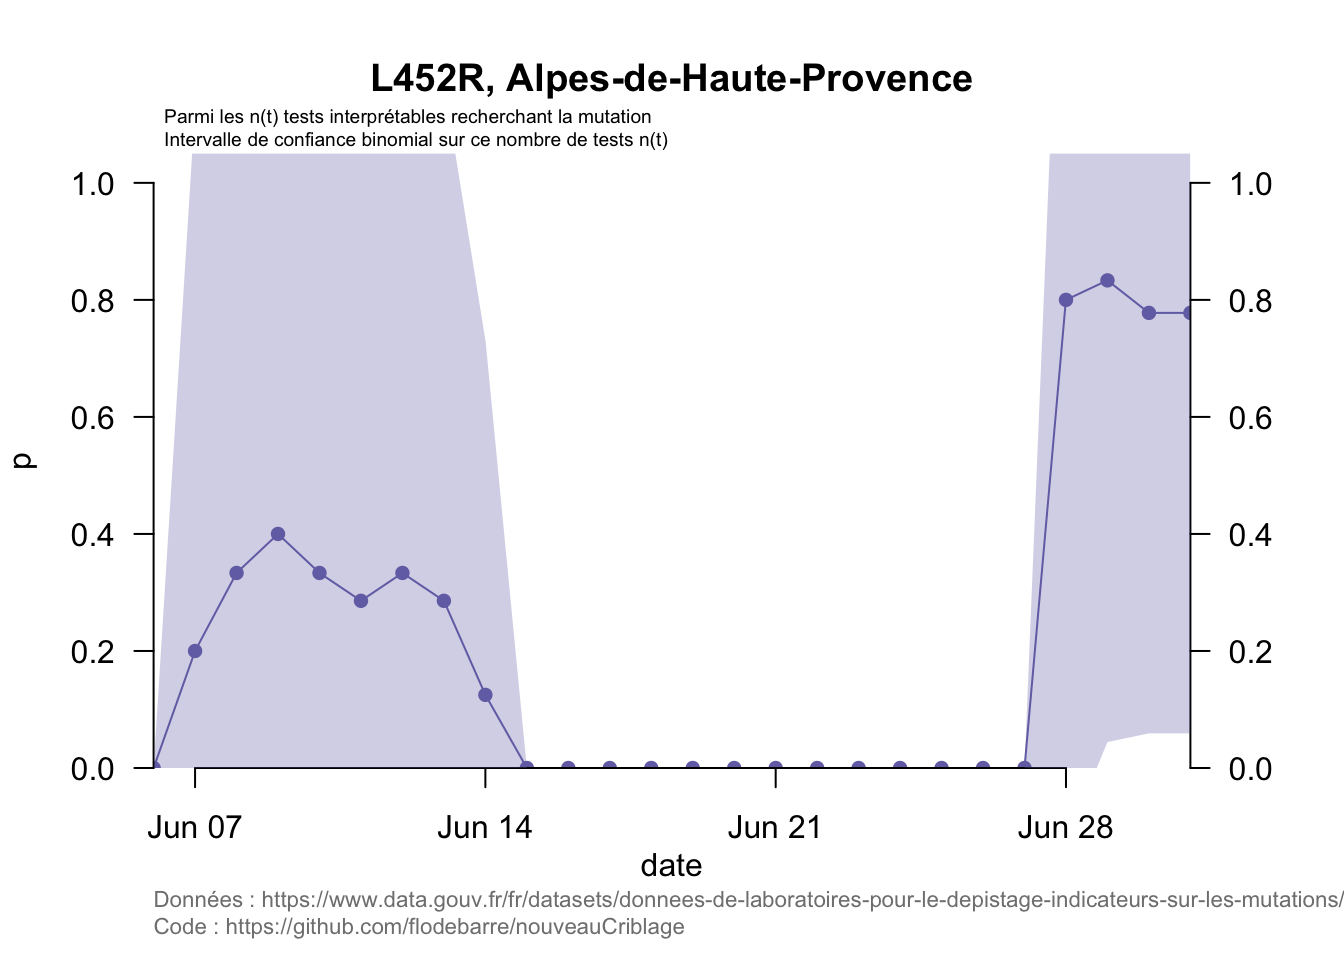 L452R, Alpes-de-Haute-Provence
Parmi les n(t) tests interprétables recherchant la mutation
Intervalle de confiance binomial sur ce nombre de tests n(t)
1.0 1.0
0.8 0.8
0.6 0.6
p
0.4 0.4
0.2 0.2
0.0 0.0
Jun 07 Jun 14 Jun 21 Jun 28
date
Données : https://www.data.gouv.fr/fr/datasets/donnees-de-laboratoires-pour-le-depistage-indicateurs-sur-les-mutations/
Code : https://github.com/flodebarre/nouveauCriblage